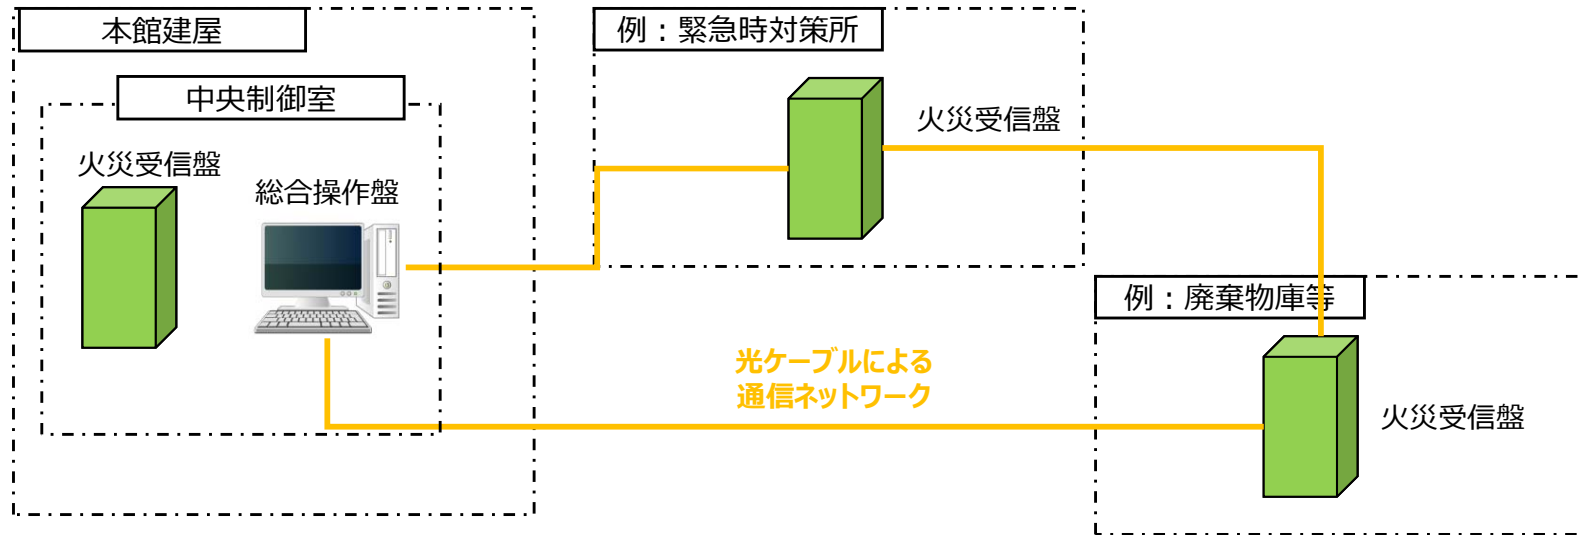 本館建屋
中央制御室
火災受信盤
総合操作盤
例：緊急時対策所
火災受信盤
例：廃棄物庫等
火災受信盤
光ケーブルによる
通信ネットワーク